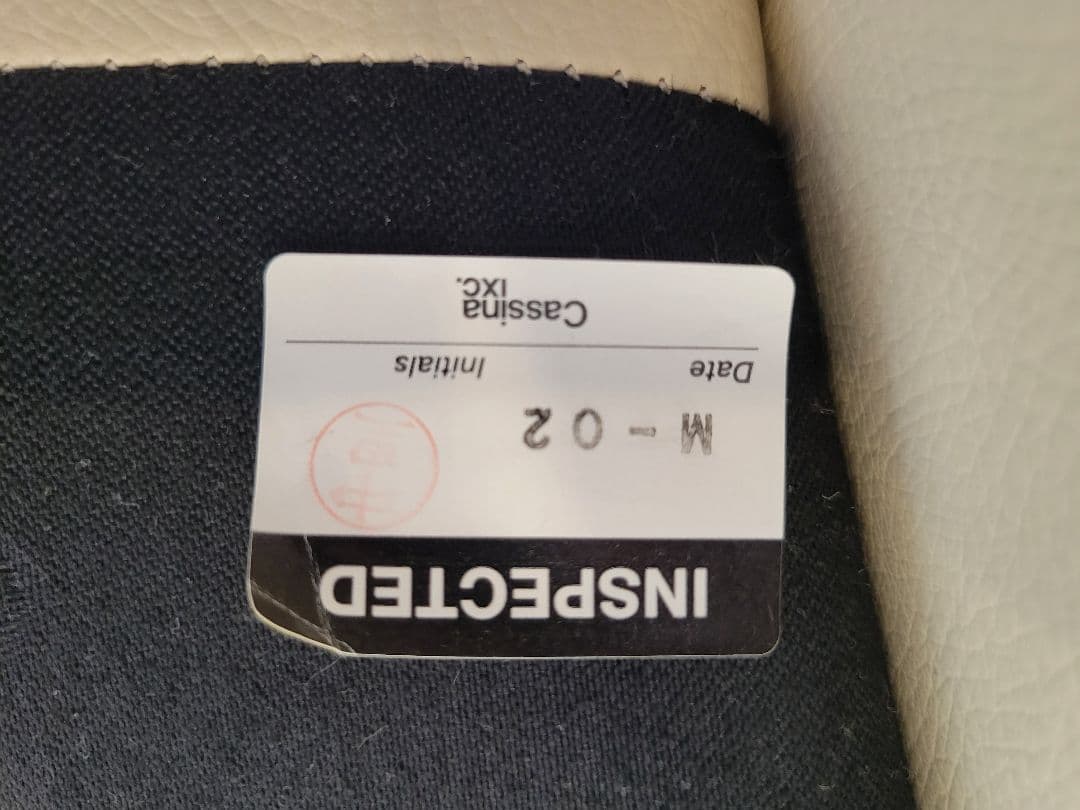 INSPECTED
M - 02
Date Initials
Cassina
IXC.